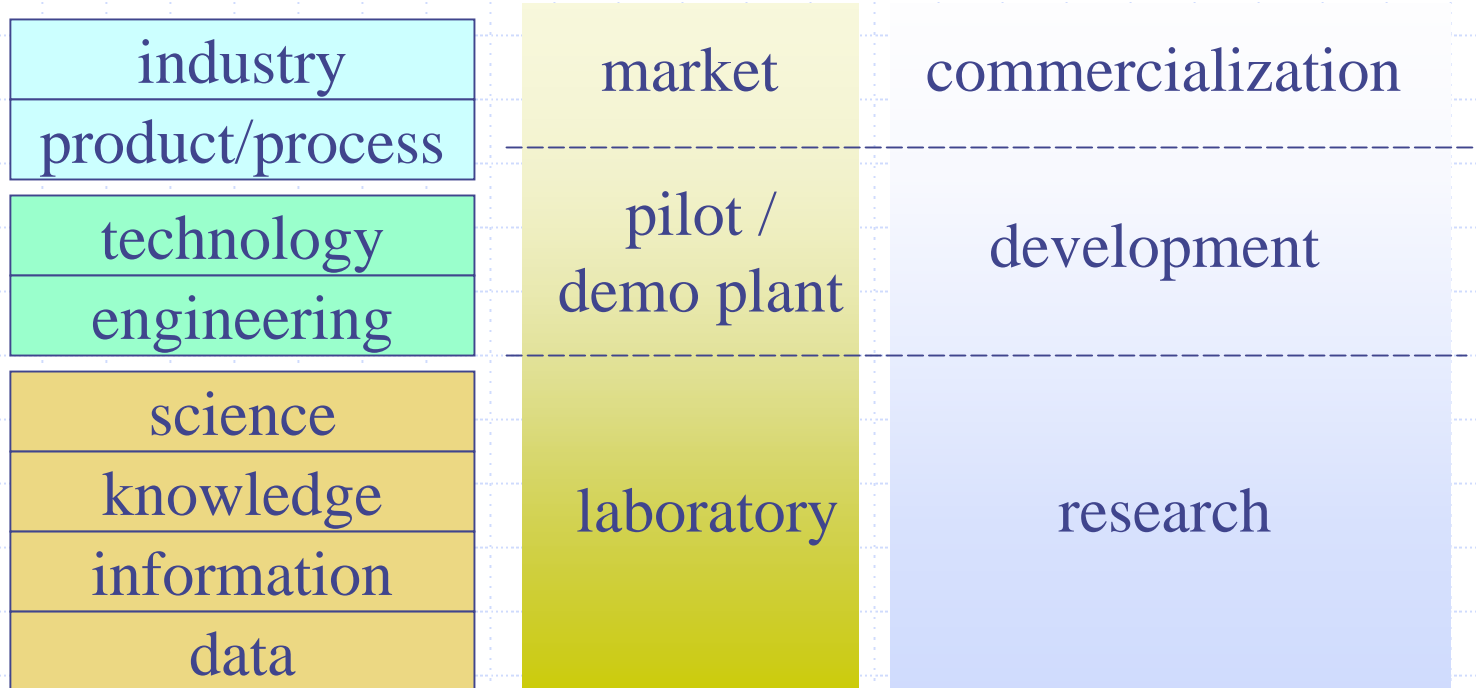 industry
product/process
technology
engineering
science
knowledge
information
data
market
pilot /
demo plant
laboratory
commercialization
development
research